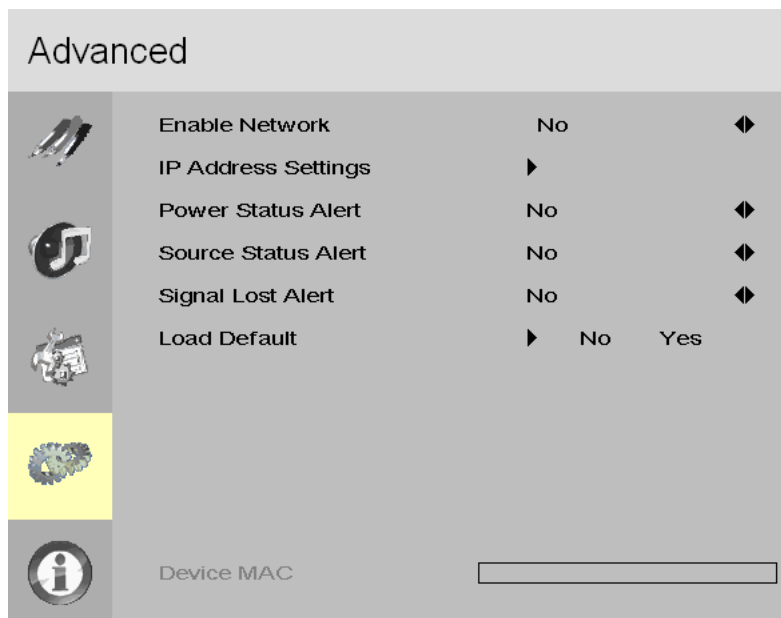 Advanced
Enable Network No
IP Address Settings
Power Status Alert No
Source Status Alert No
Signal Lost Alert No
Load Default No Yes
Device MAC